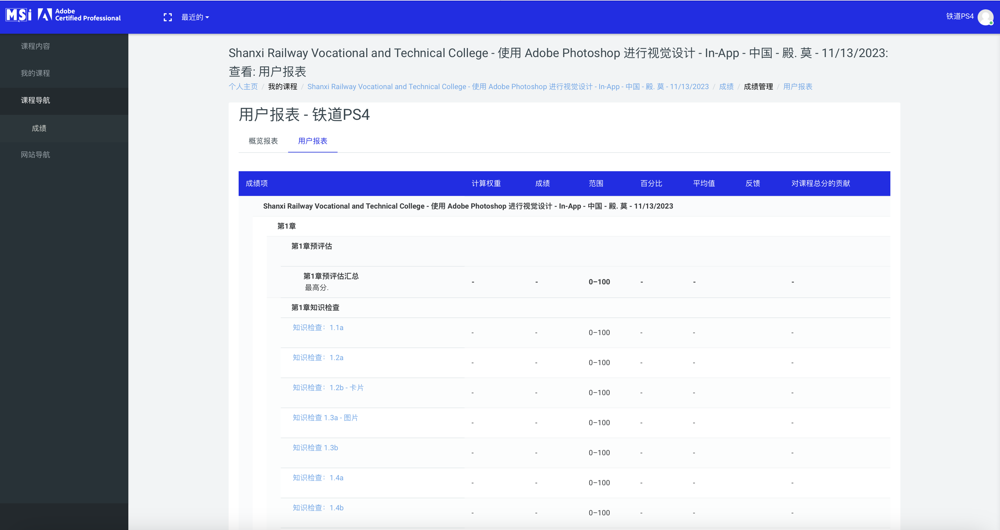 MSi Adobe
Certified Professional
最近的
铁道PS4
课程内容
我的课程
课程导航
成绩
网站导航
Shanxi Railway Vocational and Technical College - 使用 Adobe Photoshop 进行视觉设计 - In-App - 中国 - 殿. 莫 - 11/13/2023:
查看: 用户报表
个人主页 / 我的课程 / Shanxi Railway Vocational and Technical College - 使用 Adobe Photoshop 进行视觉设计 - In-App - 中国 - 殿. 莫 - 11/13/2023 / 成绩 / 成绩管理 / 用户报表
用户报表 - 铁道PS4
概览报表 用户报表
成绩项 计算权重 成绩 范围 百分比 平均值 反馈 对课程总分的贡献
Shanxi Railway Vocational and Technical College - 使用 Adobe Photoshop 进行视觉设计 - In-App - 中国 - 殿. 莫 - 11/13/2023
第1章
第1章预评估
第1章预评估汇总
最高分.
- - 0–100 - - -
第1章知识检查
知识检查：1.1a - - 0–100 - - -
知识检查：1.2a - - 0–100 - - -
知识检查：1.2b - 卡片 - - 0–100 - - -
知识检查 1.3a - 图片 - - 0–100 - - -
知识检查 1.3b - - 0–100 - - -
知识检查：1.4a - - 0–100 - - -
知识检查：1.4b - - 0–100 - - -